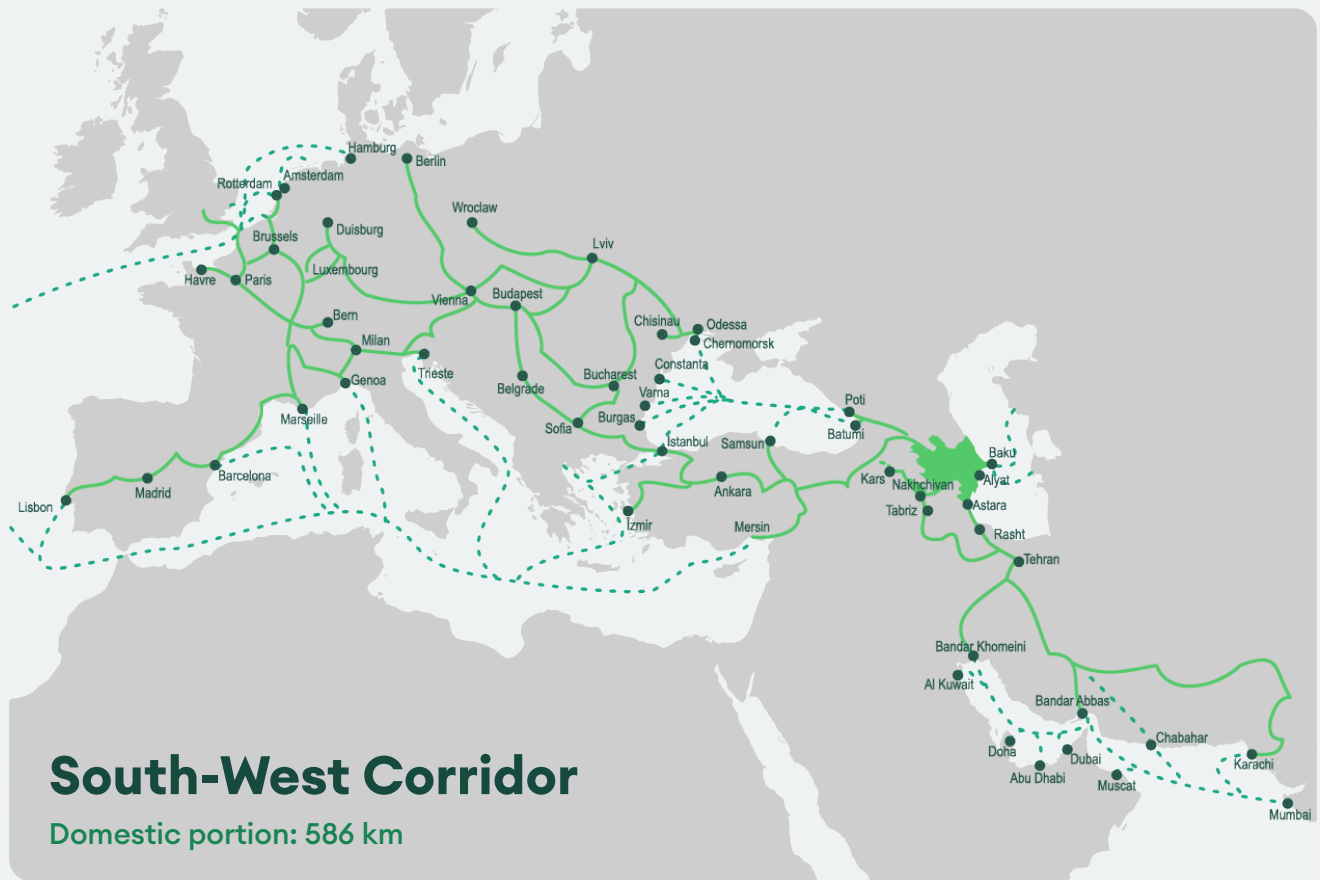 Hamburg
Berlin
Amsterdam
Rotterdam
Wroclaw
Duisburg
Brussels
Lviv
Luxembourg
Havre
Paris
Vienna
Budapest
Bern
Chisinau
Odessa
Milan
Chernomorsk
Constanta
Trieste
Bucharest
Genoa
Belgrade
Varna
Poti
Marseille
Burgas
Sofia
Batumi
Istanbul
Samsun
Baku
Barcelona
Kars
Nakhchivan
Alyat
Madrid
Ankara
Lisbon
Tabriz
Astara
İzmir
Mersin
Rasht
Tehran
Bandar Khomeini
Al Kuwait
Bandar Abbas
Chabahar
Doha
Dubai
Karachi
Abu Dhabi
Muscat
Mumbai
South-West Corridor
Domestic portion: 586 km